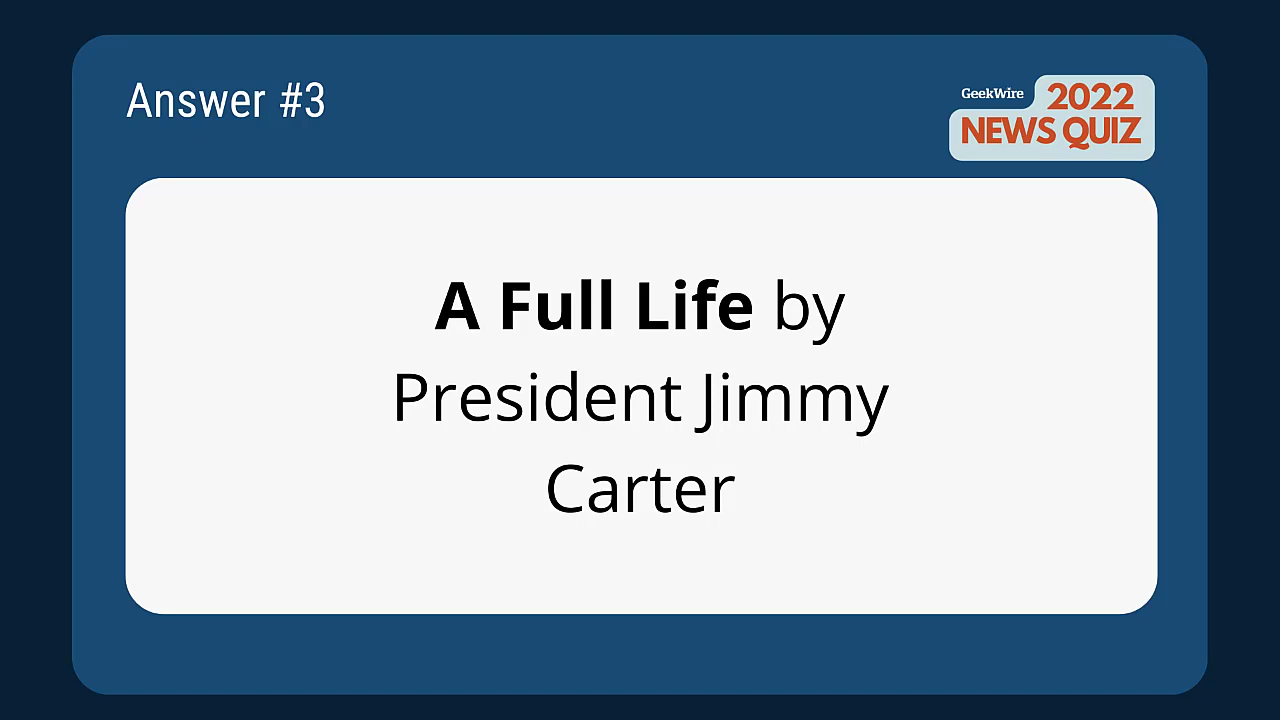 Answer #3
GeekWire 2022
NEWS QUIZ
A Full Life by
President Jimmy
Carter